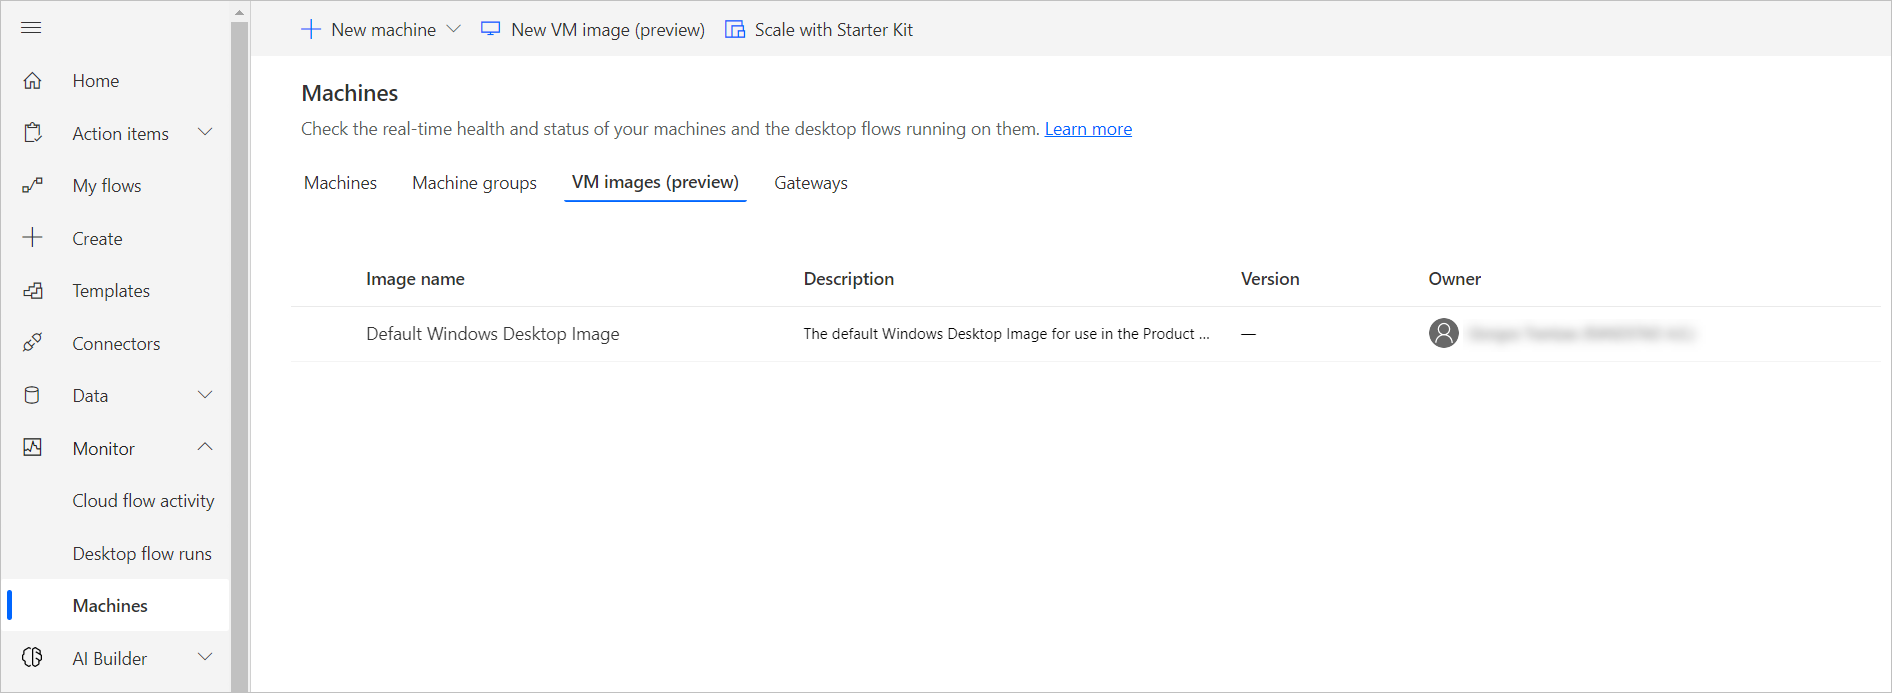 New machine
New VM image (preview)
Scale with Starter Kit
Home
Action items
My flows
Create
Templates
Connectors
Data
Monitor
Cloud flow activity
Desktop flow runs
Machines
AI Builder
Machines
Check the real-time health and status of your machines and the desktop flows running on them. Learn more
Machines
Machine groups
VM images (preview)
Gateways
Image name
Description
Version
Owner
Default Windows Desktop Image
The default Windows Desktop Image for use in the Product ...
—